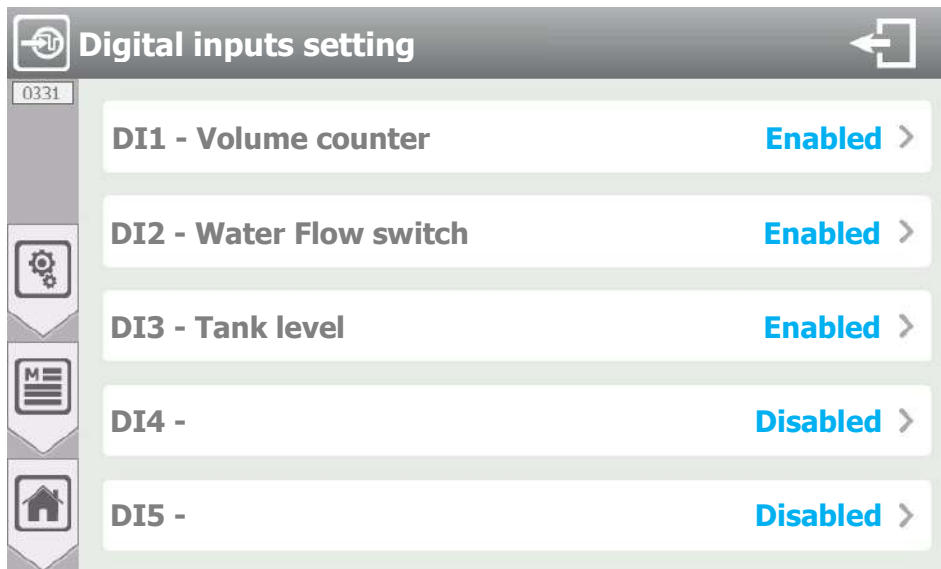 Digital inputs setting
0331
DI1 - Volume counter Enabled
DI2 - Water Flow switch Enabled
DI3 - Tank level Enabled
M
DI4 - Disabled
DI5 - Disabled